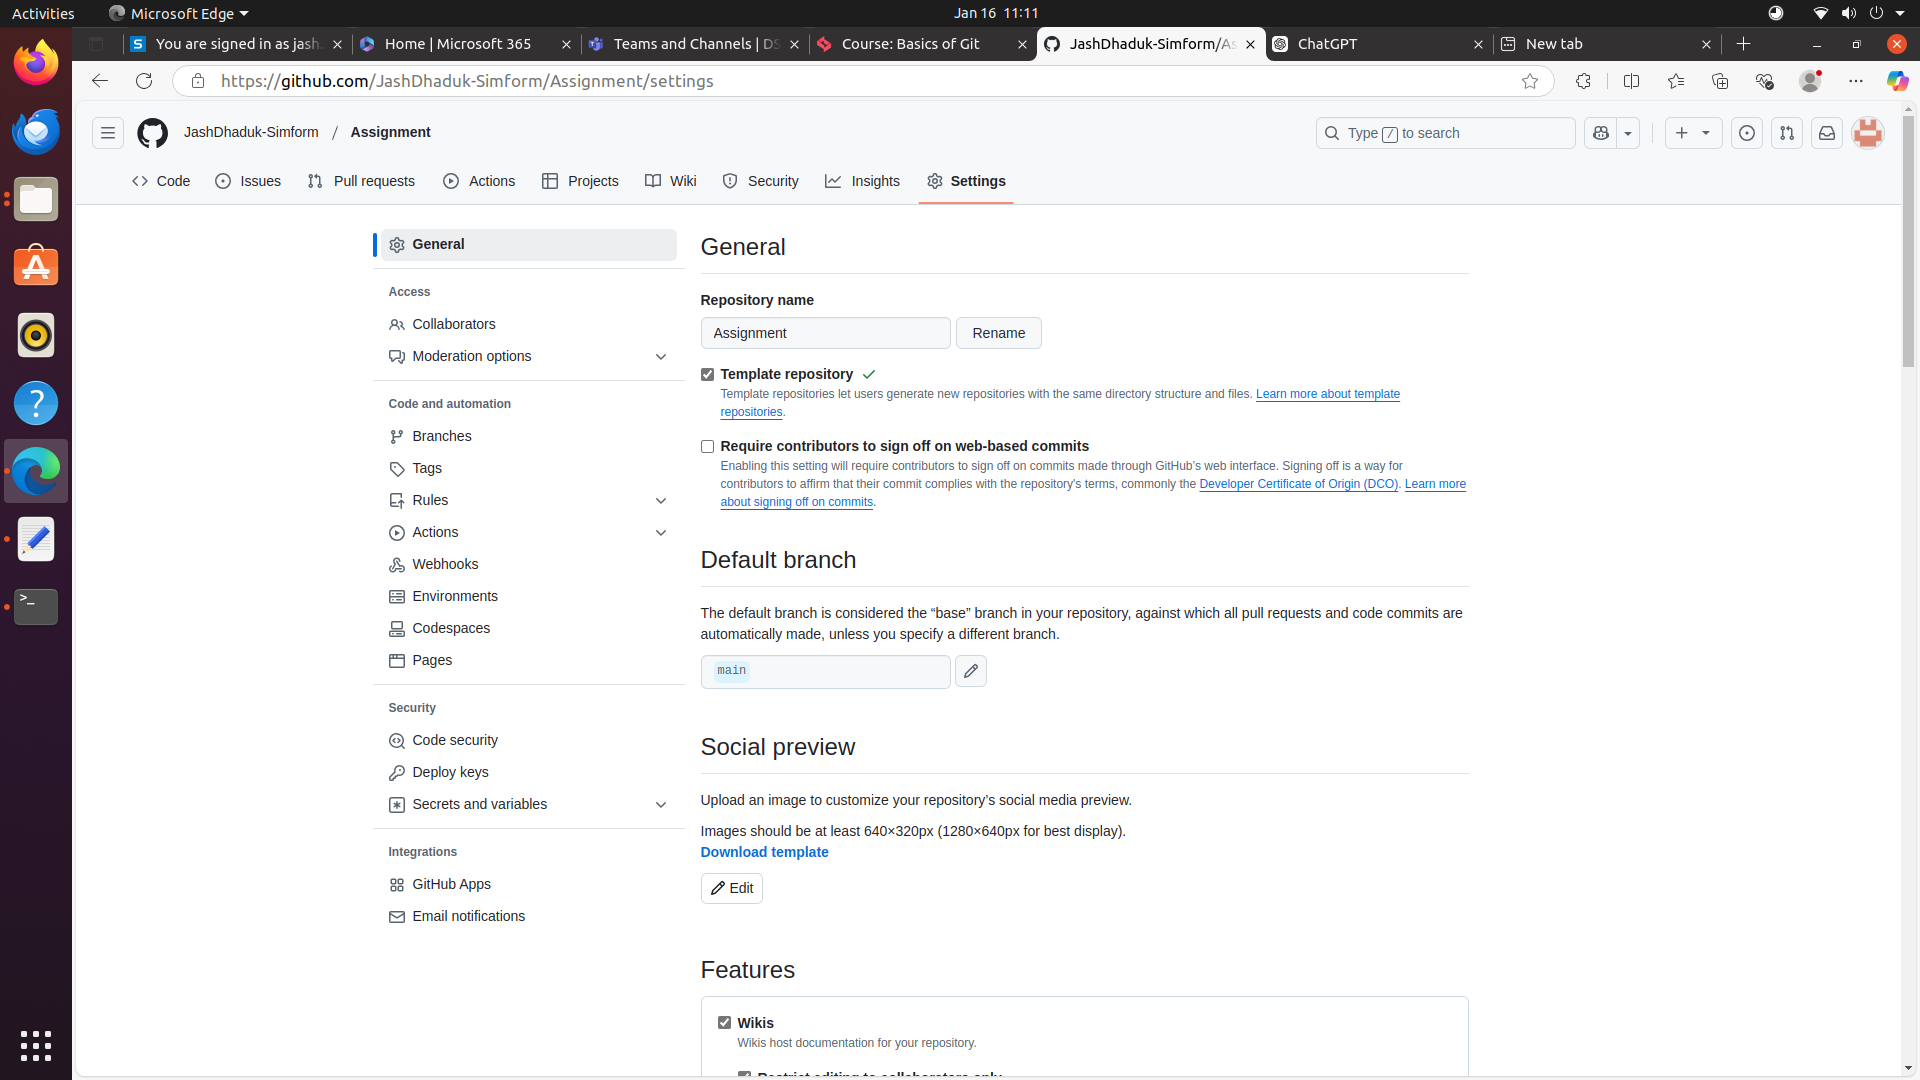 Activities
Microsoft Edge
Jan 16 11:11
You are signed in as jash.
Home | Microsoft 365
Teams and Channels | DS
Course: Basics of Git
JashDhaduk-Simform/As
ChatGPT
New tab
https://github.com/JashDhaduk-Simform/Assignment/settings
JashDhaduk-Simform / Assignment
Type / to search
Code
Issues
Pull requests
Actions
Projects
Wiki
Security
Insights
Settings
General
Access
Collaborators
Moderation options
Code and automation
Branches
Tags
Rules
Actions
Webhooks
Environments
Codespaces
Pages
Security
Code security
Deploy keys
Secrets and variables
Integrations
GitHub Apps
Email notifications
General
Repository name
Assignment
Rename
Template repository
Template repositories let users generate new repositories with the same directory structure and files. Learn more about template
repositories.
Require contributors to sign off on web-based commits
Enabling this setting will require contributors to sign off on commits made through GitHub's web interface. Signing off is a way for
contributors to affirm that their commit complies with the repository's terms, commonly the Developer Certificate of Origin (DCO). Learn more
about signing off on commits.
Default branch
The default branch is considered the “base” branch in your repository, against which all pull requests and code commits are
automatically made, unless you specify a different branch.
main
Social preview
Upload an image to customize your repository’s social media preview.
Images should be at least 640×320px (1280×640px for best display).
Download template
Edit
Features
Wikis
Wikis host documentation for your repository.
Restrict editing to collaborators only